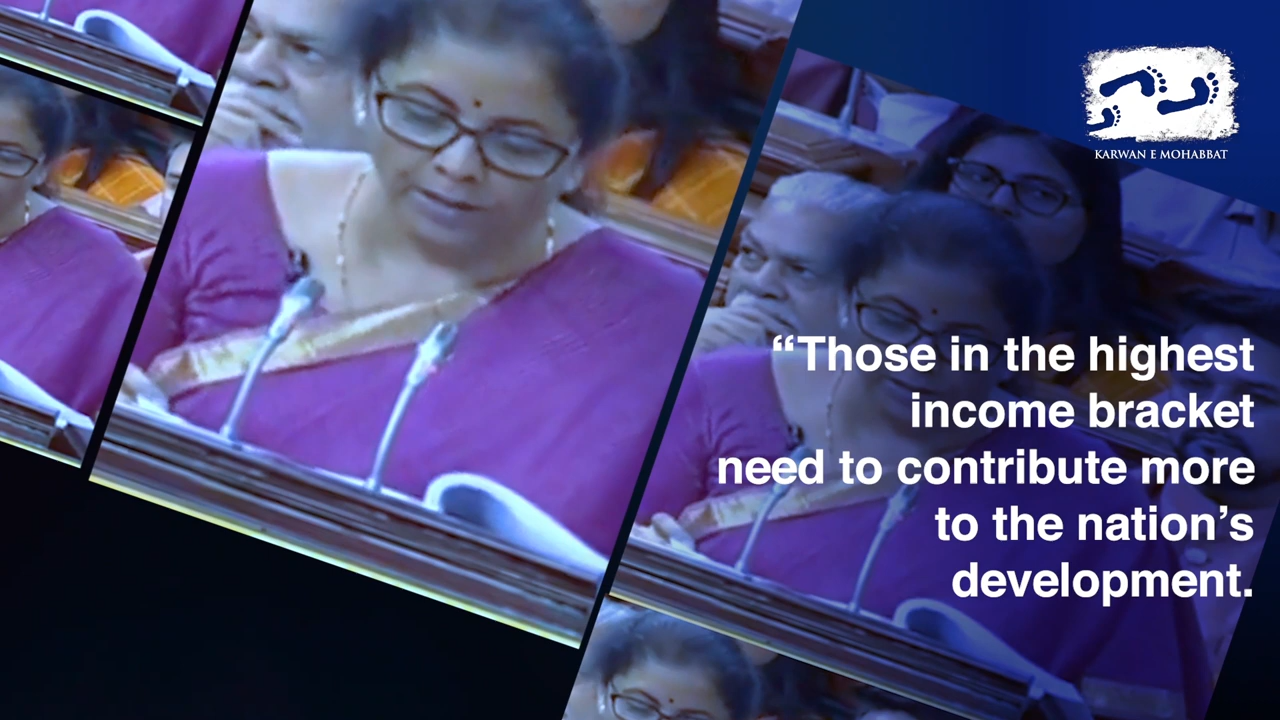 KARWAN E MOHABBAT
“Those in the highest
income bracket
need to contribute more
to the nation’s
development.